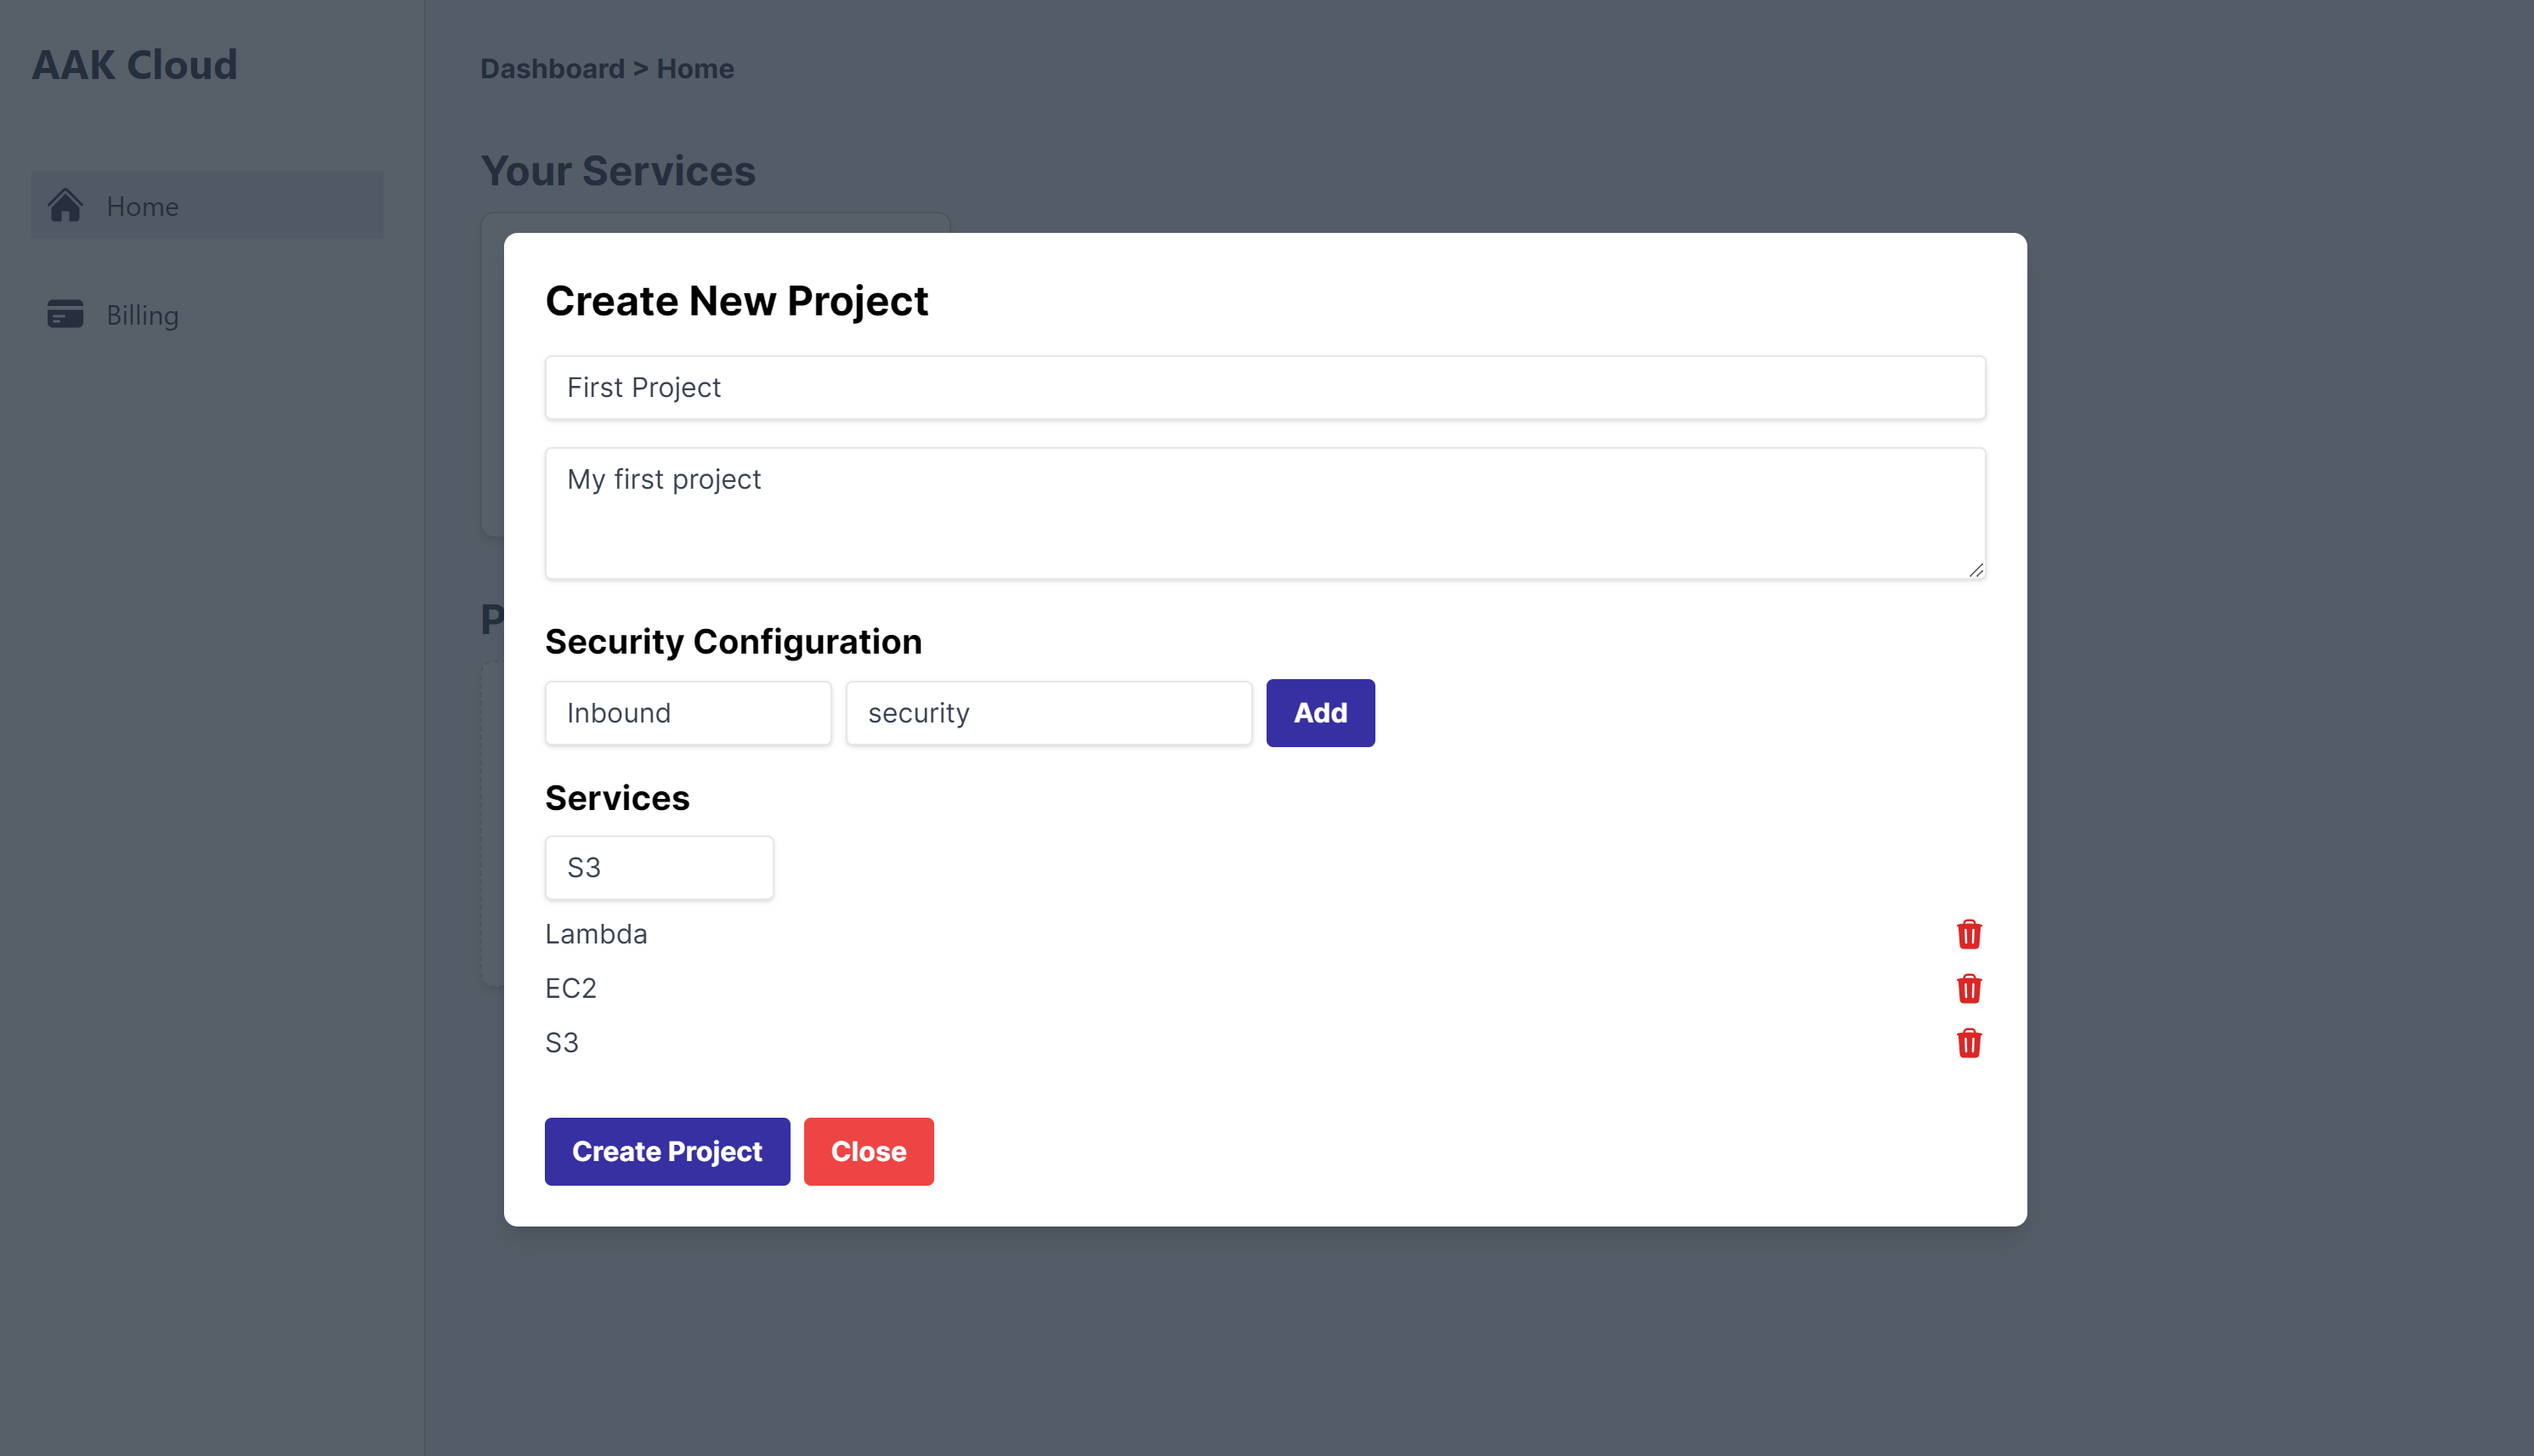 AAK Cloud
Dashboard > Home
Home
Billing
Your Services
P
Create New Project
First Project
My first project
Security Configuration
Inbound
security
Add
Services
S3
Lambda
EC2
S3
Create Project
Close